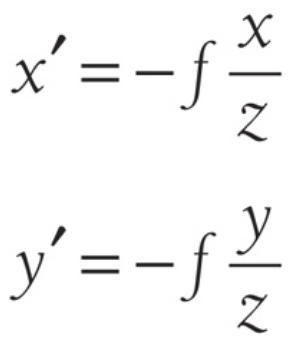 x′ = −f x/z
y′ = −f y/z